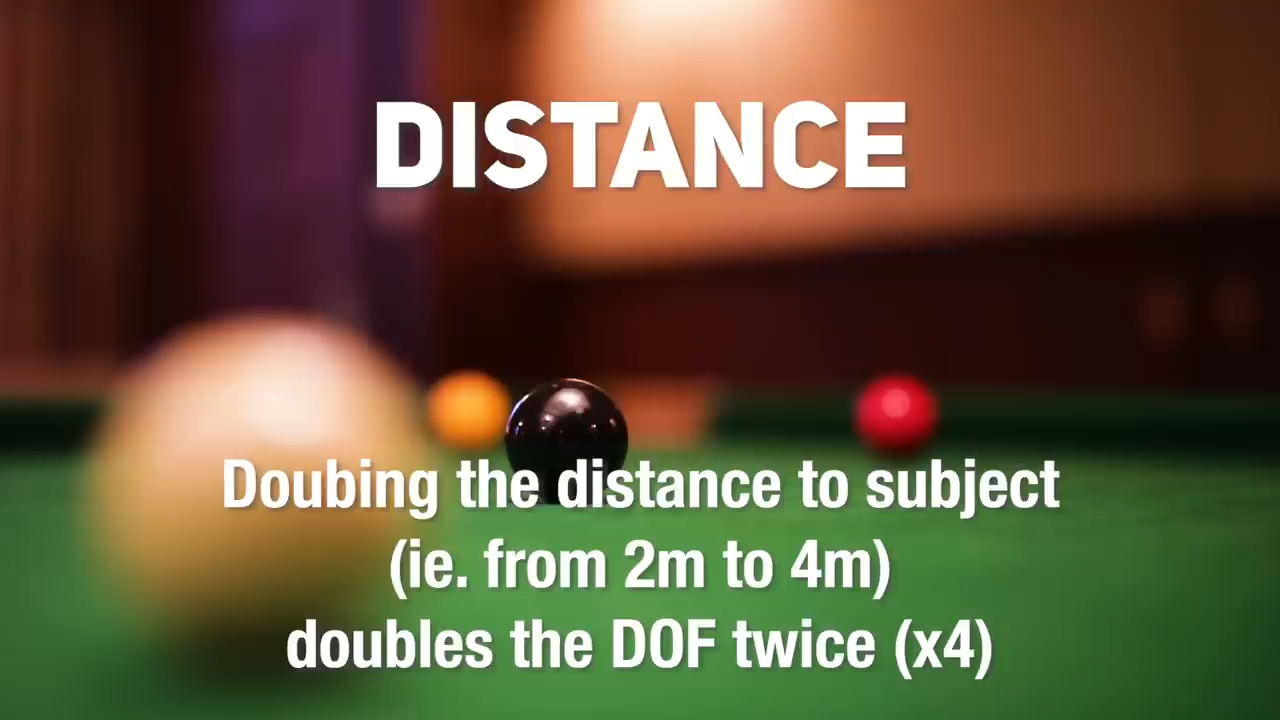 DISTANCE
Doubing the distance to subject
(ie. from 2m to 4m)
doubles the DOF twice (x4)